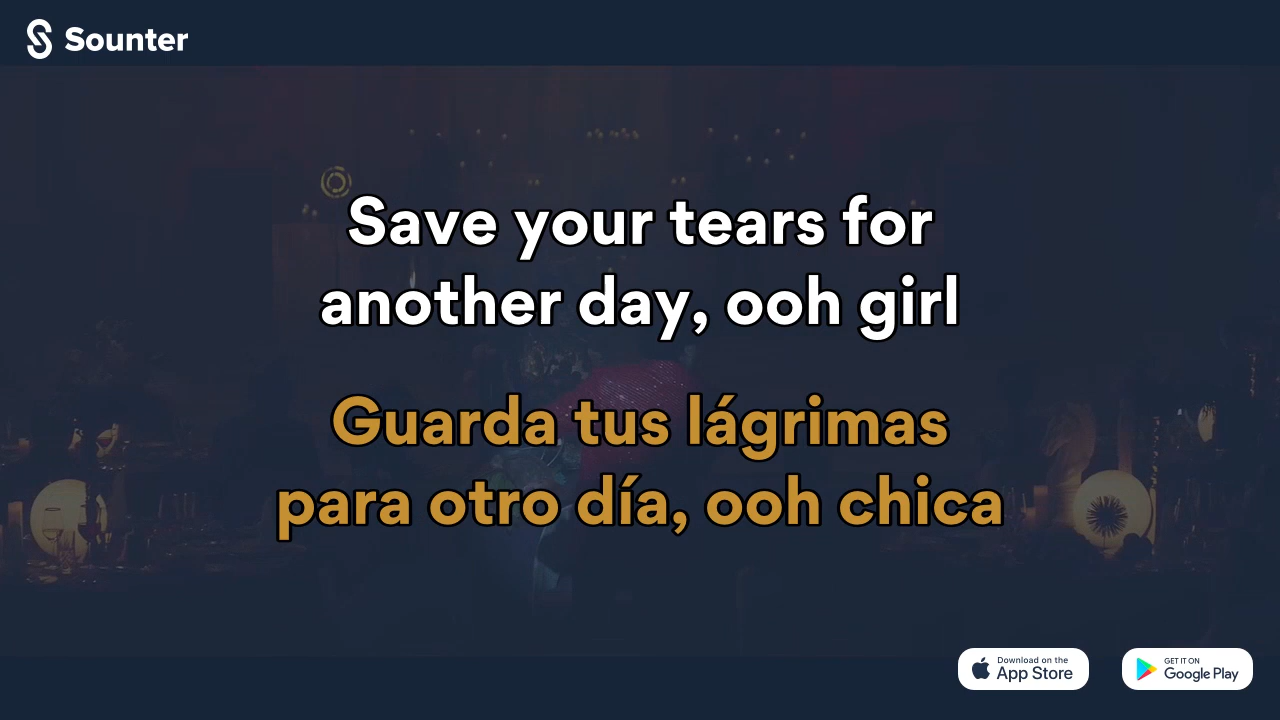 Sounter
Save your tears for
another day, ooh girl
Guarda tus lágrimas
para otro día, ooh chica
Download on the
App Store
GET IT ON
Google Play